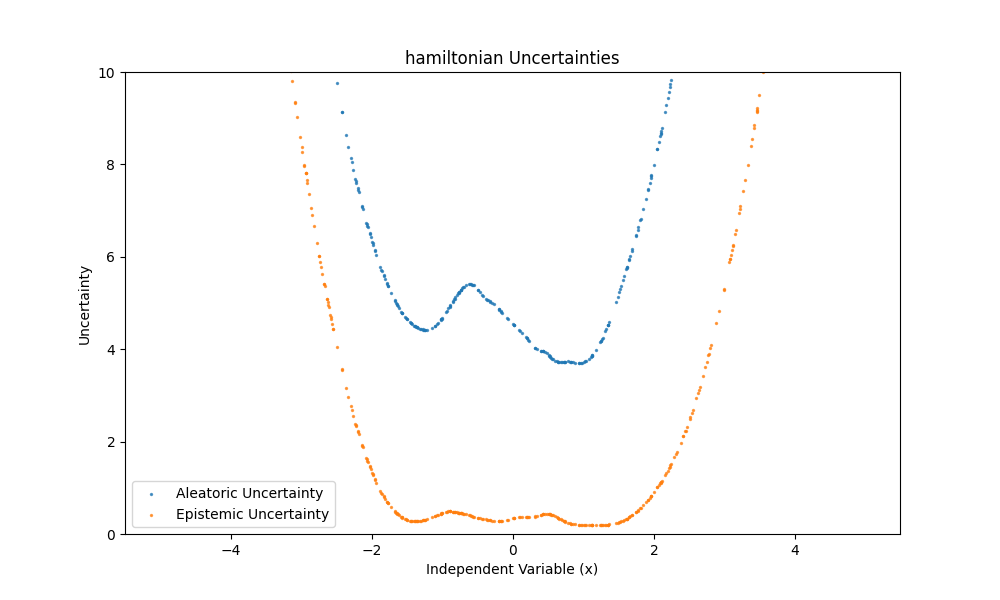 hamiltonian Uncertainties
10
8
6
4
2
0
Uncertainty
Aleatoric Uncertainty
Epistemic Uncertainty
−4
−2
0
2
4
Independent Variable (x)